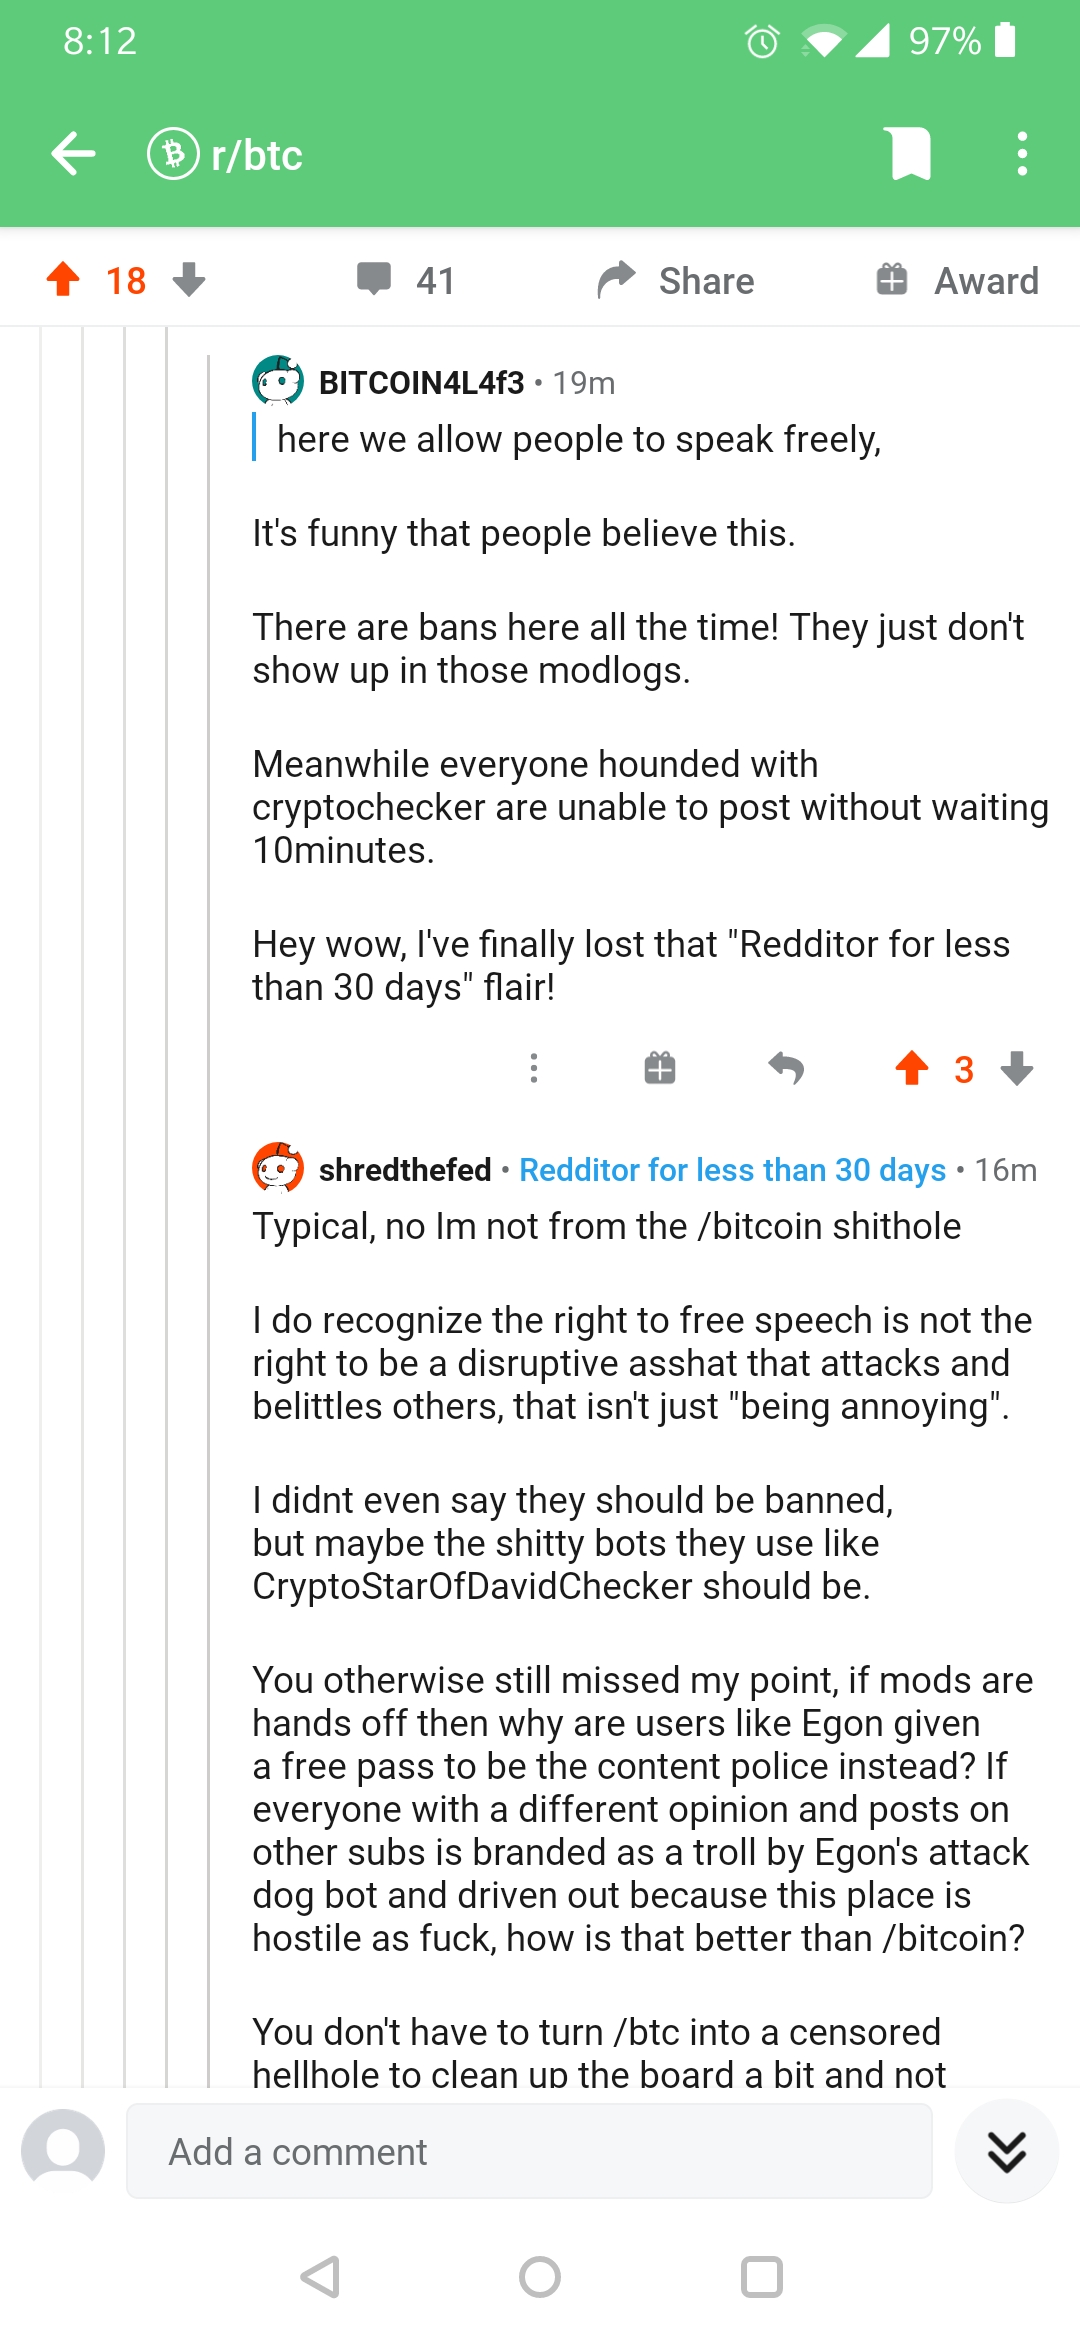 8:12
97%
r/btc
18
41
Share
Award
BITCOIN4L4f3 • 19m
here we allow people to speak freely,
It's funny that people believe this.
There are bans here all the time! They just don't
show up in those modlogs.
Meanwhile everyone hounded with
cryptochecker are unable to post without waiting
10minutes.
Hey wow, I've finally lost that "Redditor for less
than 30 days" flair!
3
shredthefed • Redditor for less than 30 days • 16m
Typical, no Im not from the /bitcoin shithole
I do recognize the right to free speech is not the
right to be a disruptive asshat that attacks and
belittles others, that isn't just "being annoying".
I didnt even say they should be banned,
but maybe the shitty bots they use like
CryptoStarOfDavidChecker should be.
You otherwise still missed my point, if mods are
hands off then why are users like Egon given
a free pass to be the content police instead? If
everyone with a different opinion and posts on
other subs is branded as a troll by Egon's attack
dog bot and driven out because this place is
hostile as fuck, how is that better than /bitcoin?
You don't have to turn /btc into a censored
hellhole to clean up the board a bit and not
Add a comment